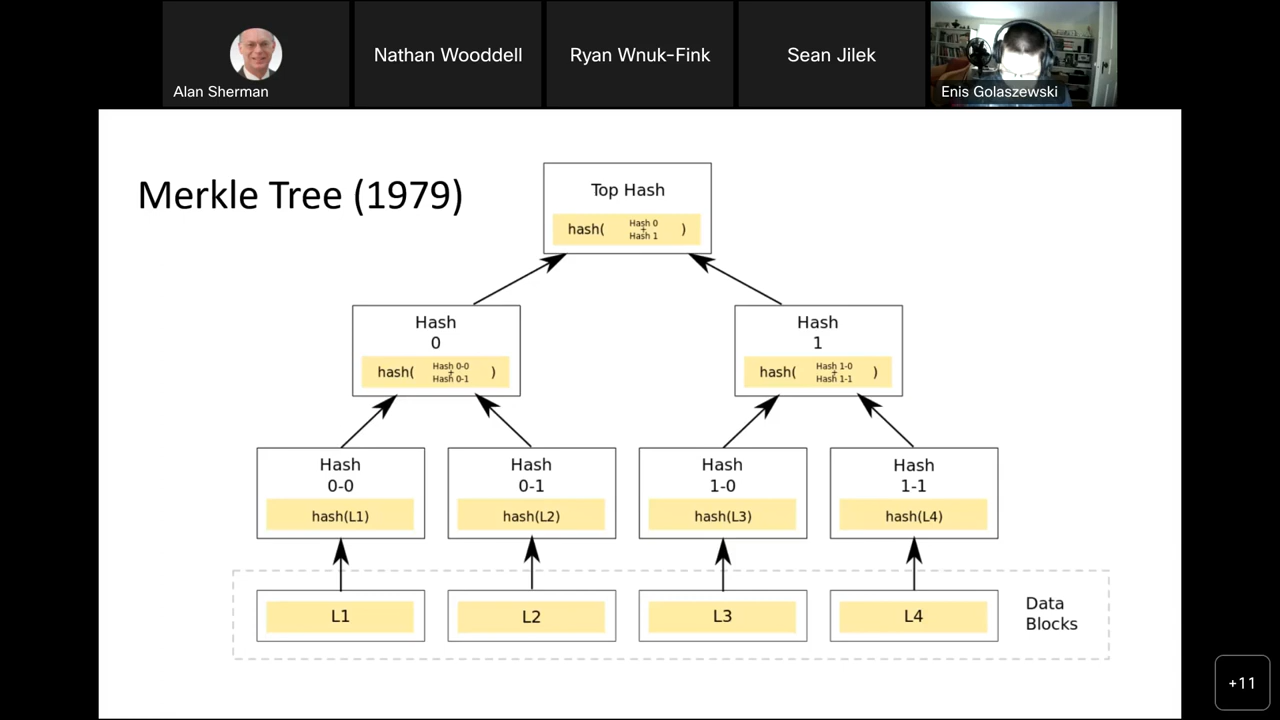 Alan Sherman
Nathan Wooddell
Ryan Wnuk-Fink
Sean Jilek
Enis Golaszewski
Merkle Tree (1979)
Top Hash
hash(
Hash 0
+
Hash 1
)
Hash
0
hash(
Hash 0-0
+
Hash 0-1
)
Hash
1
hash(
Hash 1-0
+
Hash 1-1
)
Hash
0-0
hash(L1)
Hash
0-1
hash(L2)
Hash
1-0
hash(L3)
Hash
1-1
hash(L4)
L1
L2
L3
L4
Data
Blocks
+11